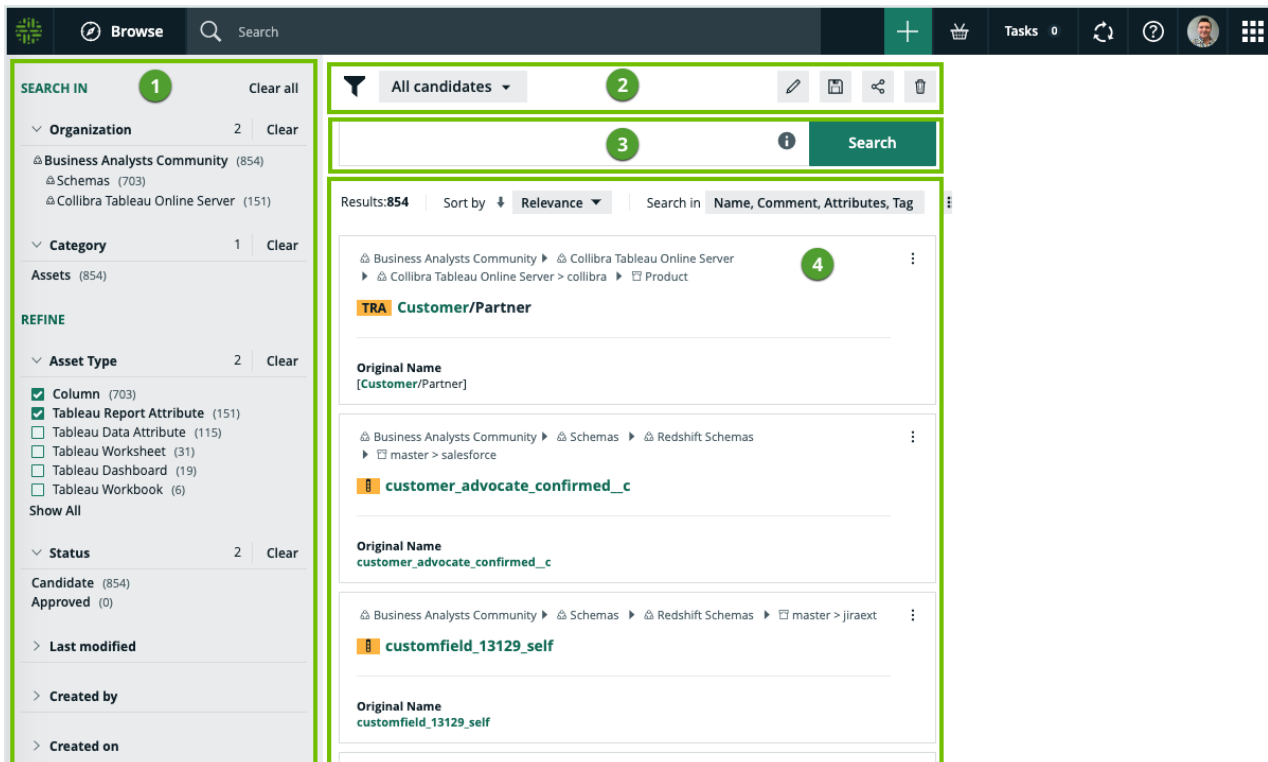 Browse
Search
Tasks 0
SEARCH IN
1
Clear all
Organization 2 Clear
Business Analysts Community (854)
Schemas (703)
Collibra Tableau Online Server (151)
Category 1 Clear
Assets (854)
REFINE
Asset Type 2 Clear
Column (703)
Tableau Report Attribute (151)
Tableau Data Attribute (115)
Tableau Worksheet (31)
Tableau Dashboard (19)
Tableau Workbook (6)
Show All
Status 2 Clear
Candidate (854)
Approved (0)
Last modified
Created by
Created on
All candidates
2
3
Search
Results:854 Sort by Relevance Search in Name, Comment, Attributes, Tag
4
Business Analysts Community Collibra Tableau Online Server
Collibra Tableau Online Server > collibra Product
TRA Customer/Partner
Original Name
[Customer/Partner]
Business Analysts Community Schemas Redshift Schemas
master > salesforce
customer_advocate_confirmed__c
Original Name
customer_advocate_confirmed__c
Business Analysts Community Schemas Redshift Schemas master > jiraext
customfield_13129_self
Original Name
customfield_13129_self